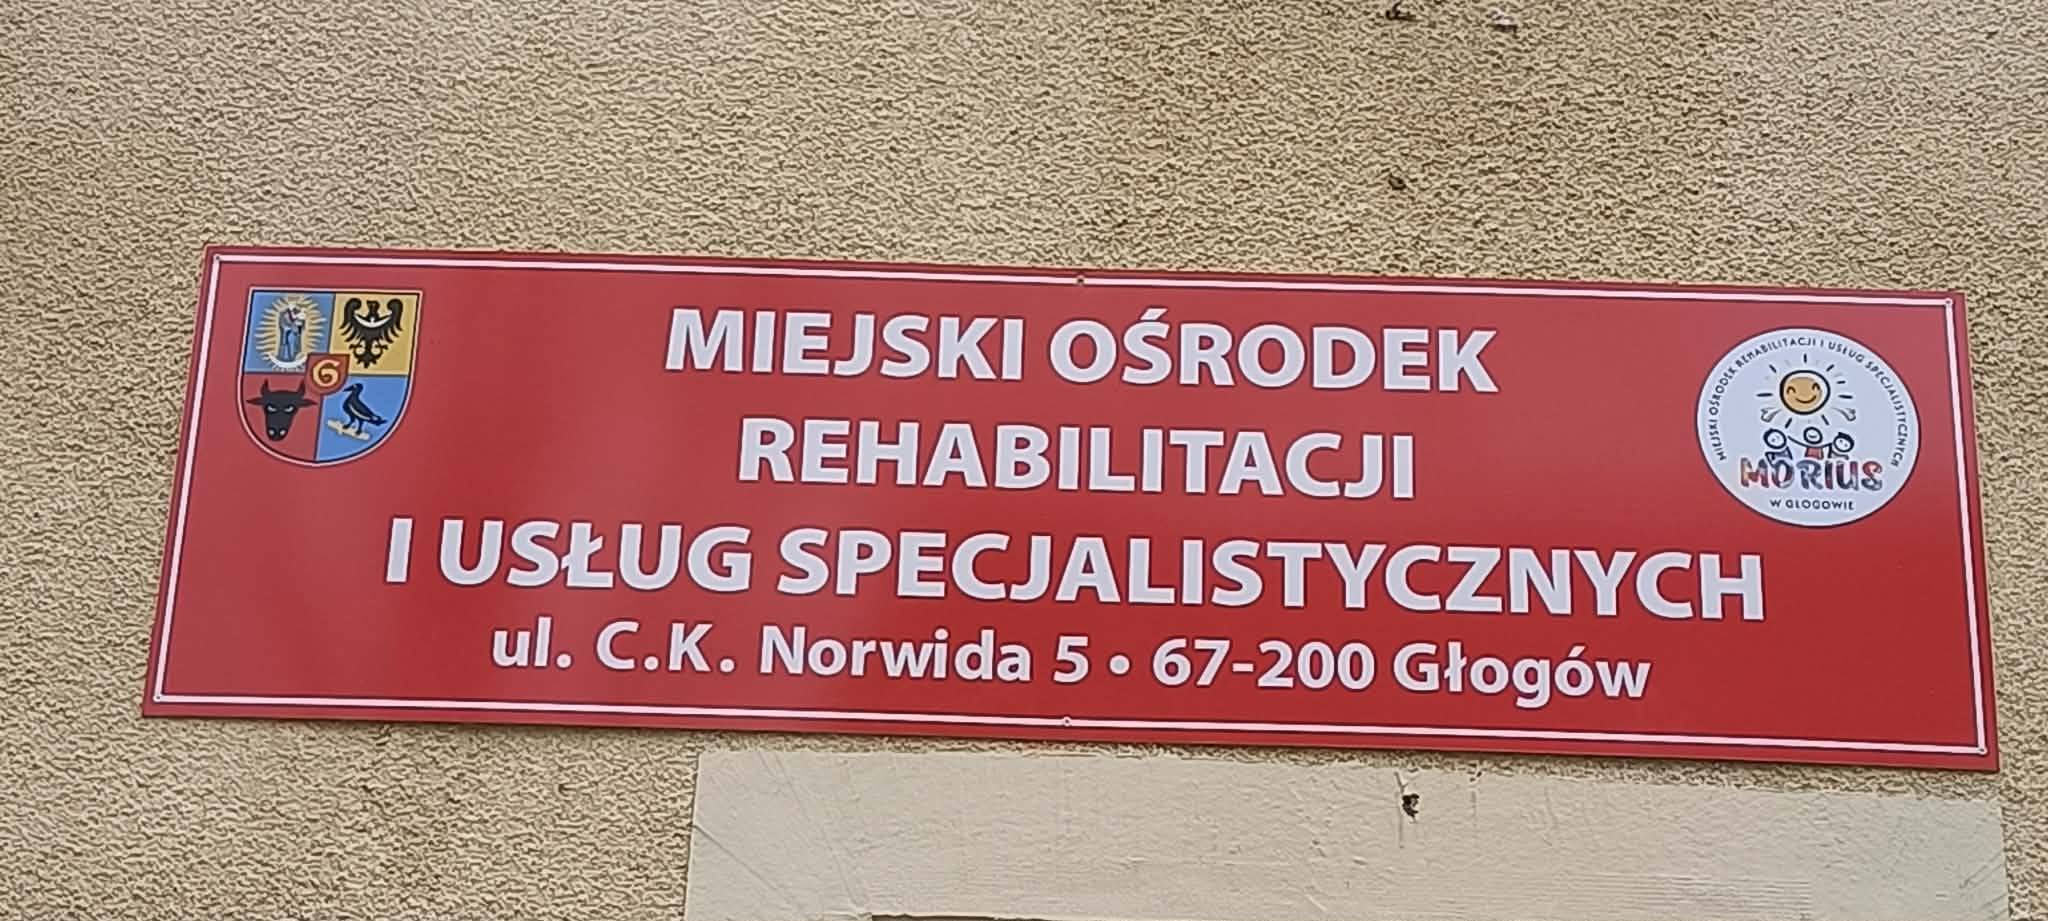 MIEJSKI OŚRODEK
REHABILITACJI
I USŁUG SPECJALISTYCZNYCH
ul. C.K. Norwida 5 • 67-200 Głogów
G
MIEJSKI OŚRODEK REHABILITACJI I USŁUG SPECJALISTYCZNYCH
MORIUS
W GŁOGOWIE